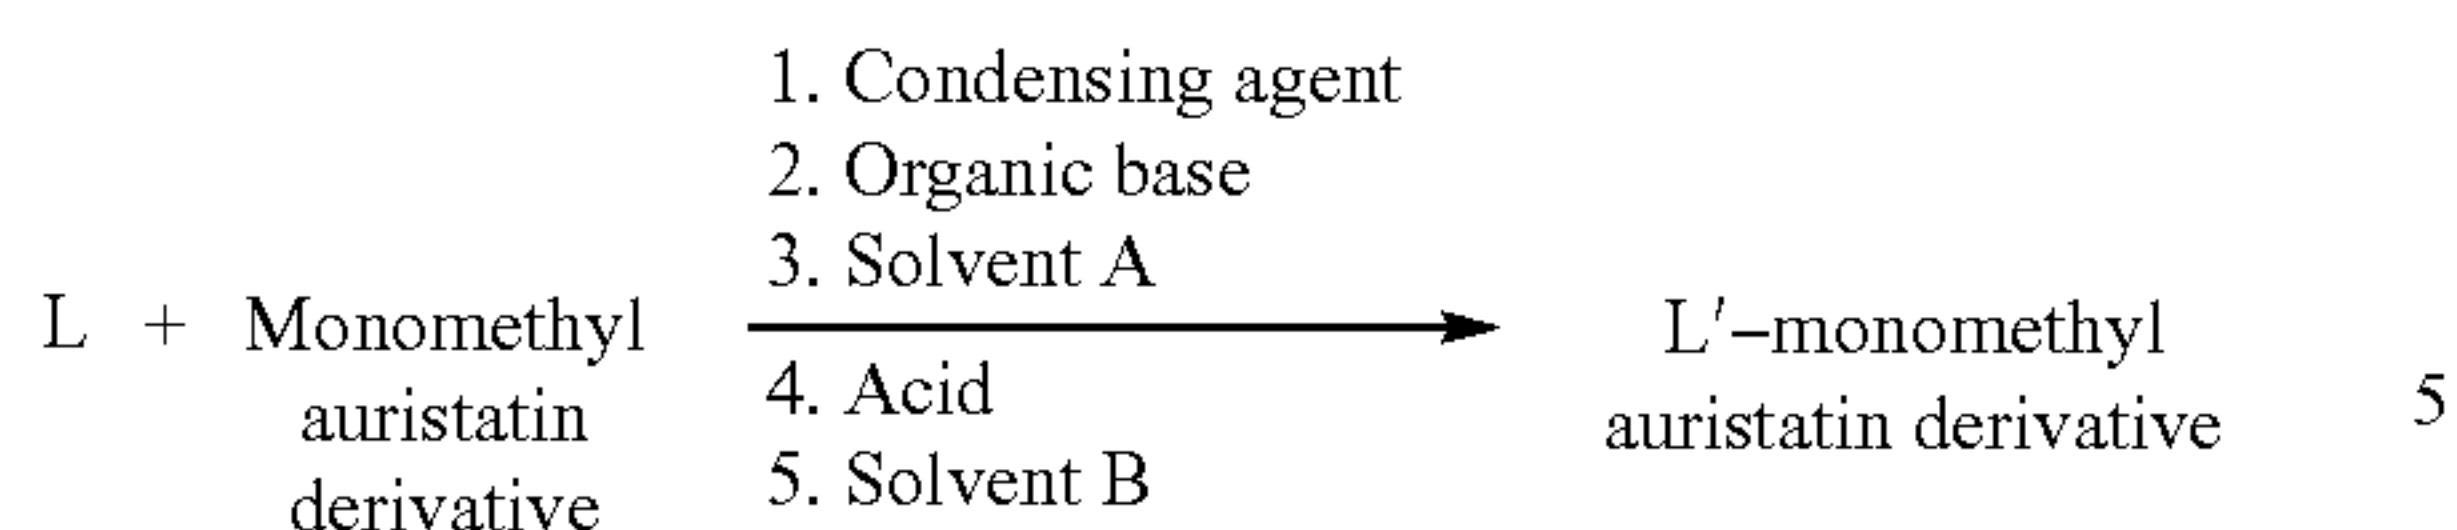 1. Condensing agent
2. Organic base
3. Solvent A
L + Monomethyl
auristatin
derivative
4. Acid
5. Solvent B
L′–monomethyl
auristatin derivative
5